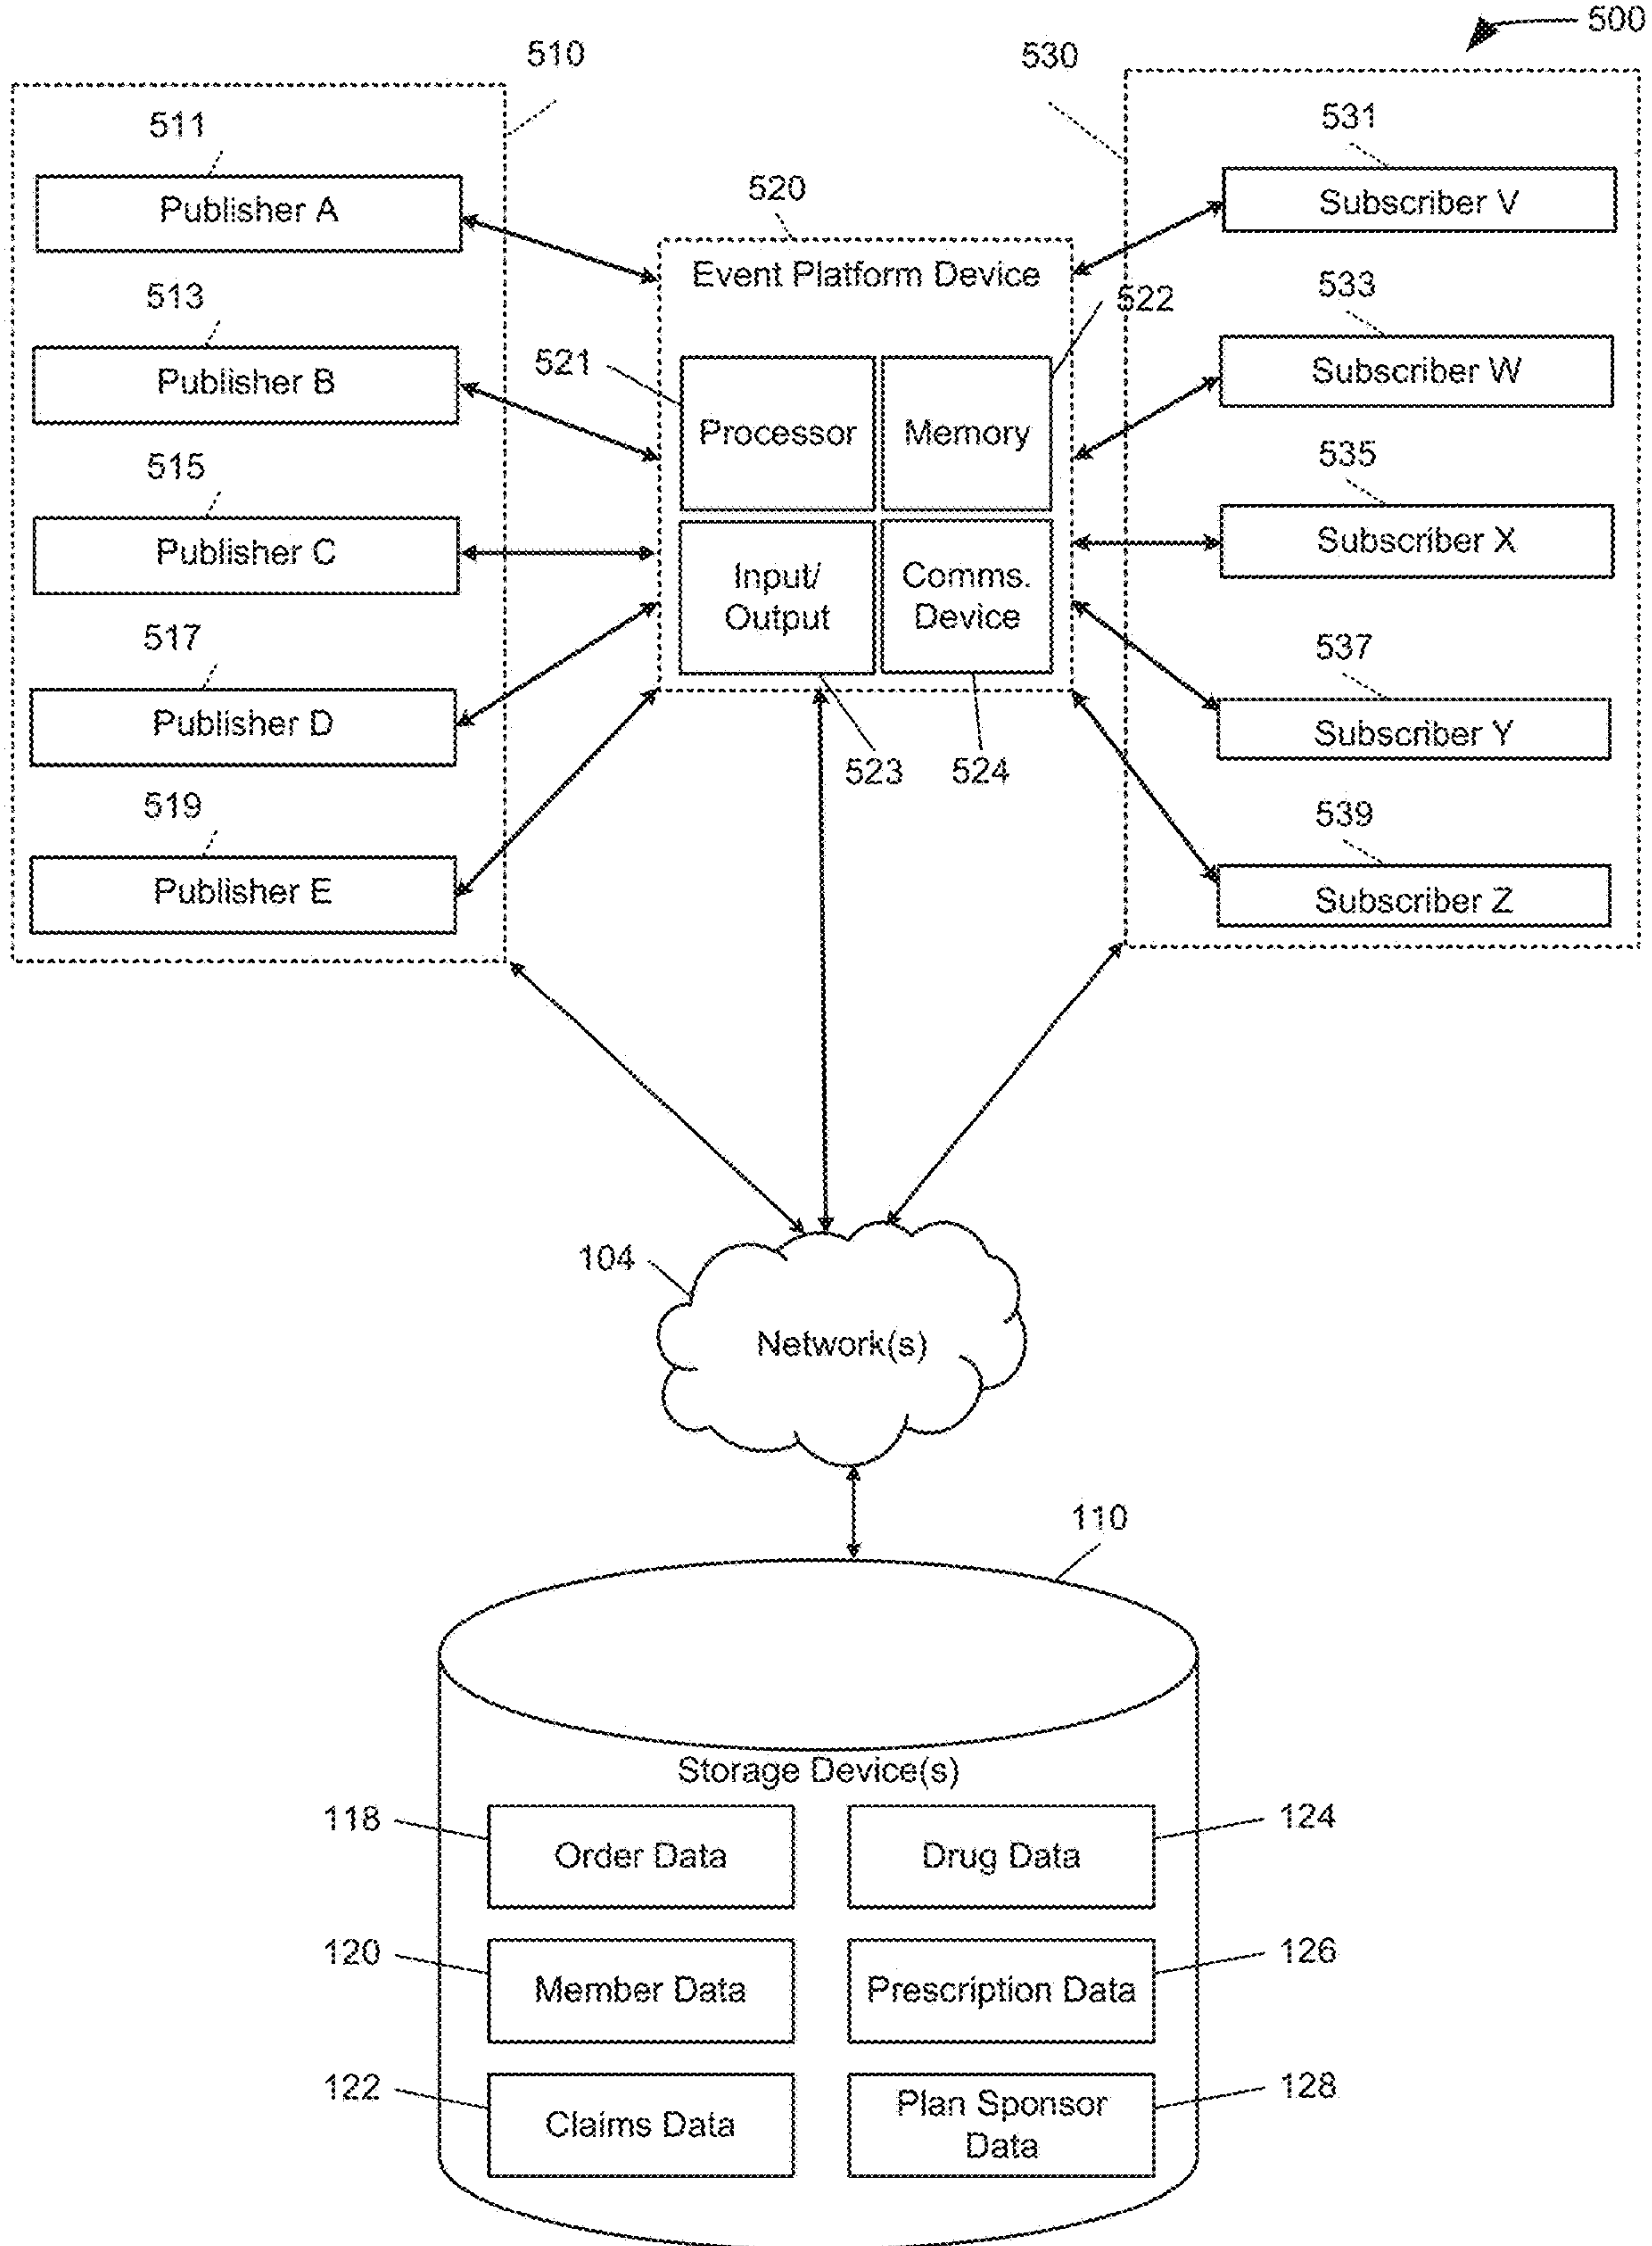 500
510
530
511
Publisher A
513
Publisher B
515
Publisher C
517
Publisher D
519
Publisher E
520
Event Platform Device
521
522
Processor
Memory
Input/
Output
Comms.
Device
523
524
531
Subscriber V
533
Subscriber W
535
Subscriber X
537
Subscriber Y
539
Subscriber Z
104
Network(s)
110
Storage Device(s)
118
Order Data
124
Drug Data
120
Member Data
126
Prescription Data
122
Claims Data
128
Plan Sponsor
Data